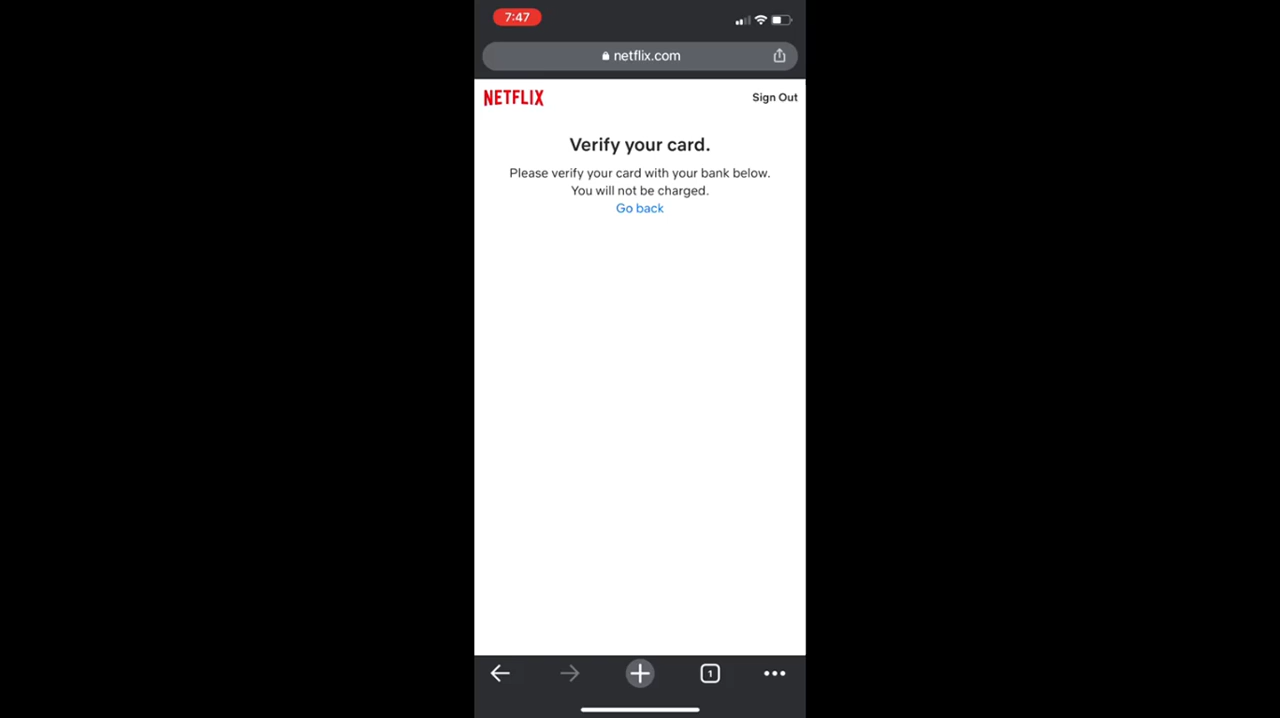 7:47
netflix.com
NETFLIX
Sign Out
Verify your card.
Please verify your card with your bank below.
You will not be charged.
Go back
1